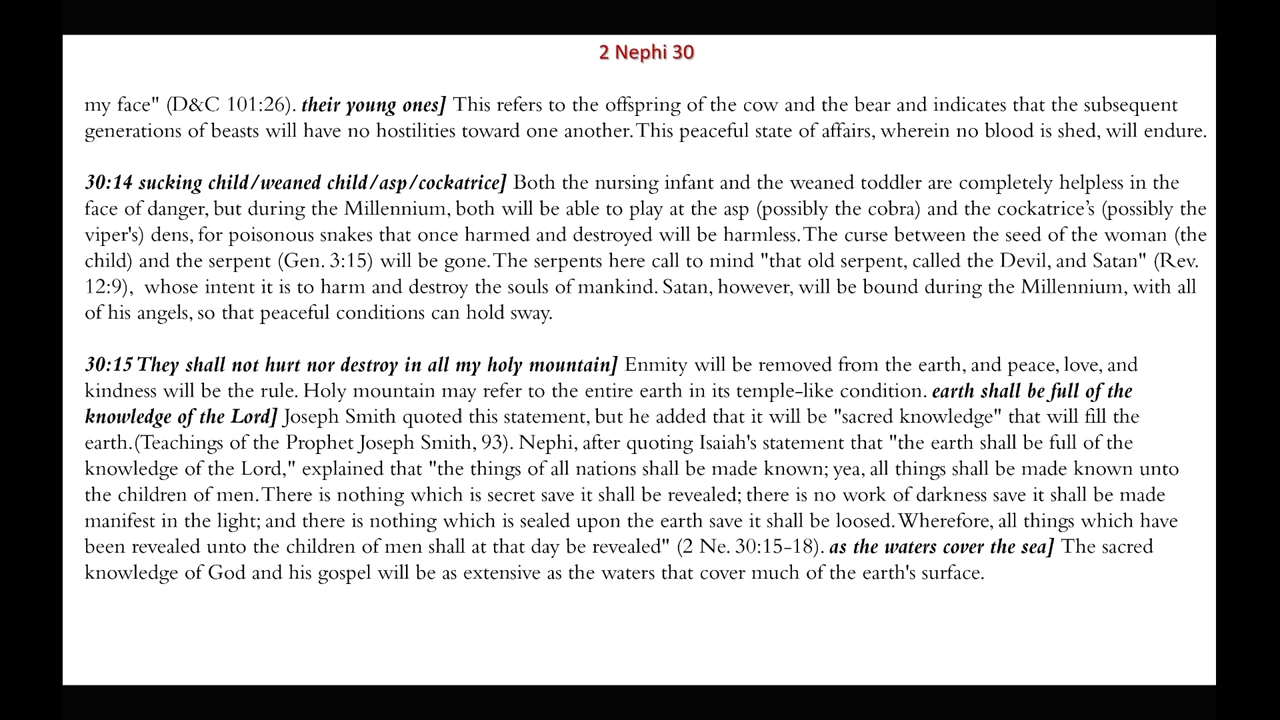 2 Nephi 30
my face" (D&C 101:26). their young ones] This refers to the offspring of the cow and the bear and indicates that the subsequent
generations of beasts will have no hostilities toward one another. This peaceful state of affairs, wherein no blood is shed, will endure.
30:14 sucking child/weaned child/asp/cockatrice] Both the nursing infant and the weaned toddler are completely helpless in the
face of danger, but during the Millennium, both will be able to play at the asp (possibly the cobra) and the cockatrice’s (possibly the
viper's) dens, for poisonous snakes that once harmed and destroyed will be harmless. The curse between the seed of the woman (the
child) and the serpent (Gen. 3:15) will be gone. The serpents here call to mind "that old serpent, called the Devil, and Satan" (Rev.
12:9),  whose intent it is to harm and destroy the souls of mankind. Satan, however, will be bound during the Millennium, with all
of his angels, so that peaceful conditions can hold sway.
30:15 They shall not hurt nor destroy in all my holy mountain] Enmity will be removed from the earth, and peace, love, and
kindness will be the rule. Holy mountain may refer to the entire earth in its temple-like condition. earth shall be full of the
knowledge of the Lord] Joseph Smith quoted this statement, but he added that it will be "sacred knowledge" that will fill the
earth.(Teachings of the Prophet Joseph Smith, 93). Nephi, after quoting Isaiah's statement that "the earth shall be full of the
knowledge of the Lord," explained that "the things of all nations shall be made known; yea, all things shall be made known unto
the children of men. There is nothing which is secret save it shall be revealed; there is no work of darkness save it shall be made
manifest in the light; and there is nothing which is sealed upon the earth save it shall be loosed. Wherefore, all things which have
been revealed unto the children of men shall at that day be revealed" (2 Ne. 30:15-18). as the waters cover the sea] The sacred
knowledge of God and his gospel will be as extensive as the waters that cover much of the earth's surface.